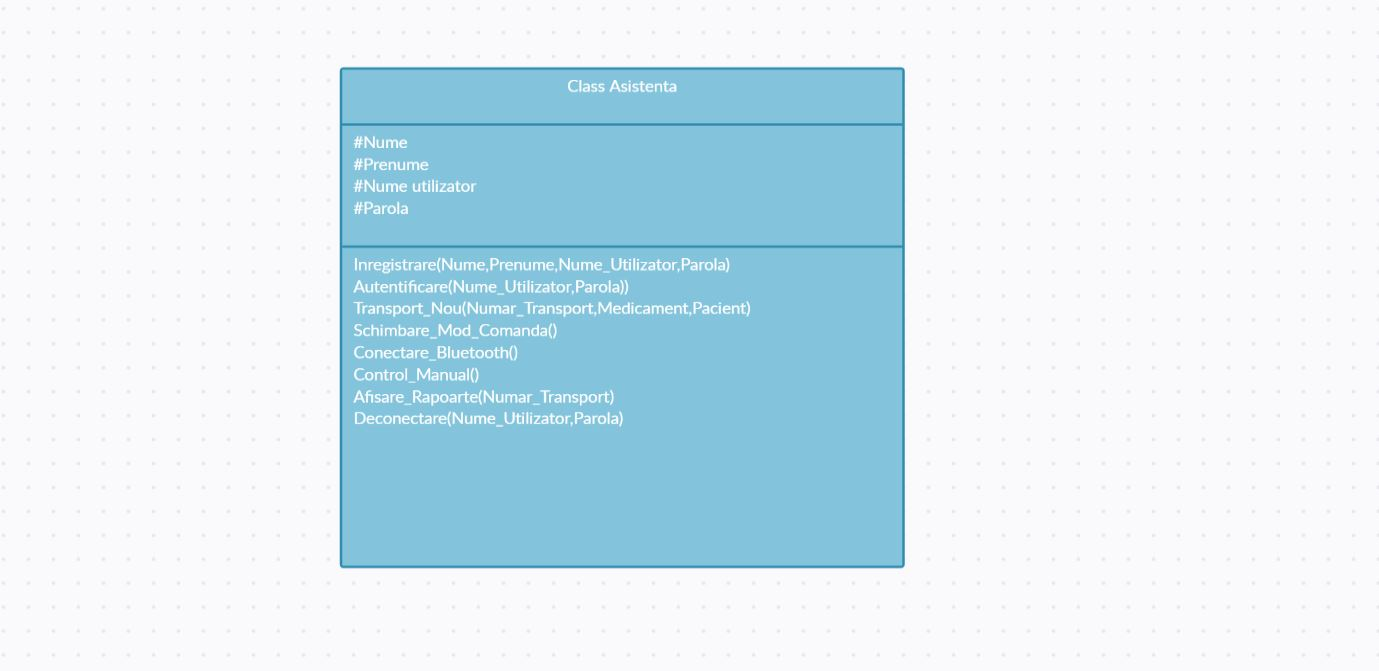 Class Asistenta
#Nume
#Prenume
#Nume utilizator
#Parola
Inregistrare(Nume,Prenume,Nume_Utilizator,Parola)
Autentificare(Nume_Utilizator,Parola))
Transport_Nou(Numar_Transport,Medicament,Pacient)
Schimbare_Mod_Comanda()
Conectare_Bluetooth()
Control_Manual()
Afisare_Rapoarte(Numar_Transport)
Deconectare(Nume_Utilizator,Parola)